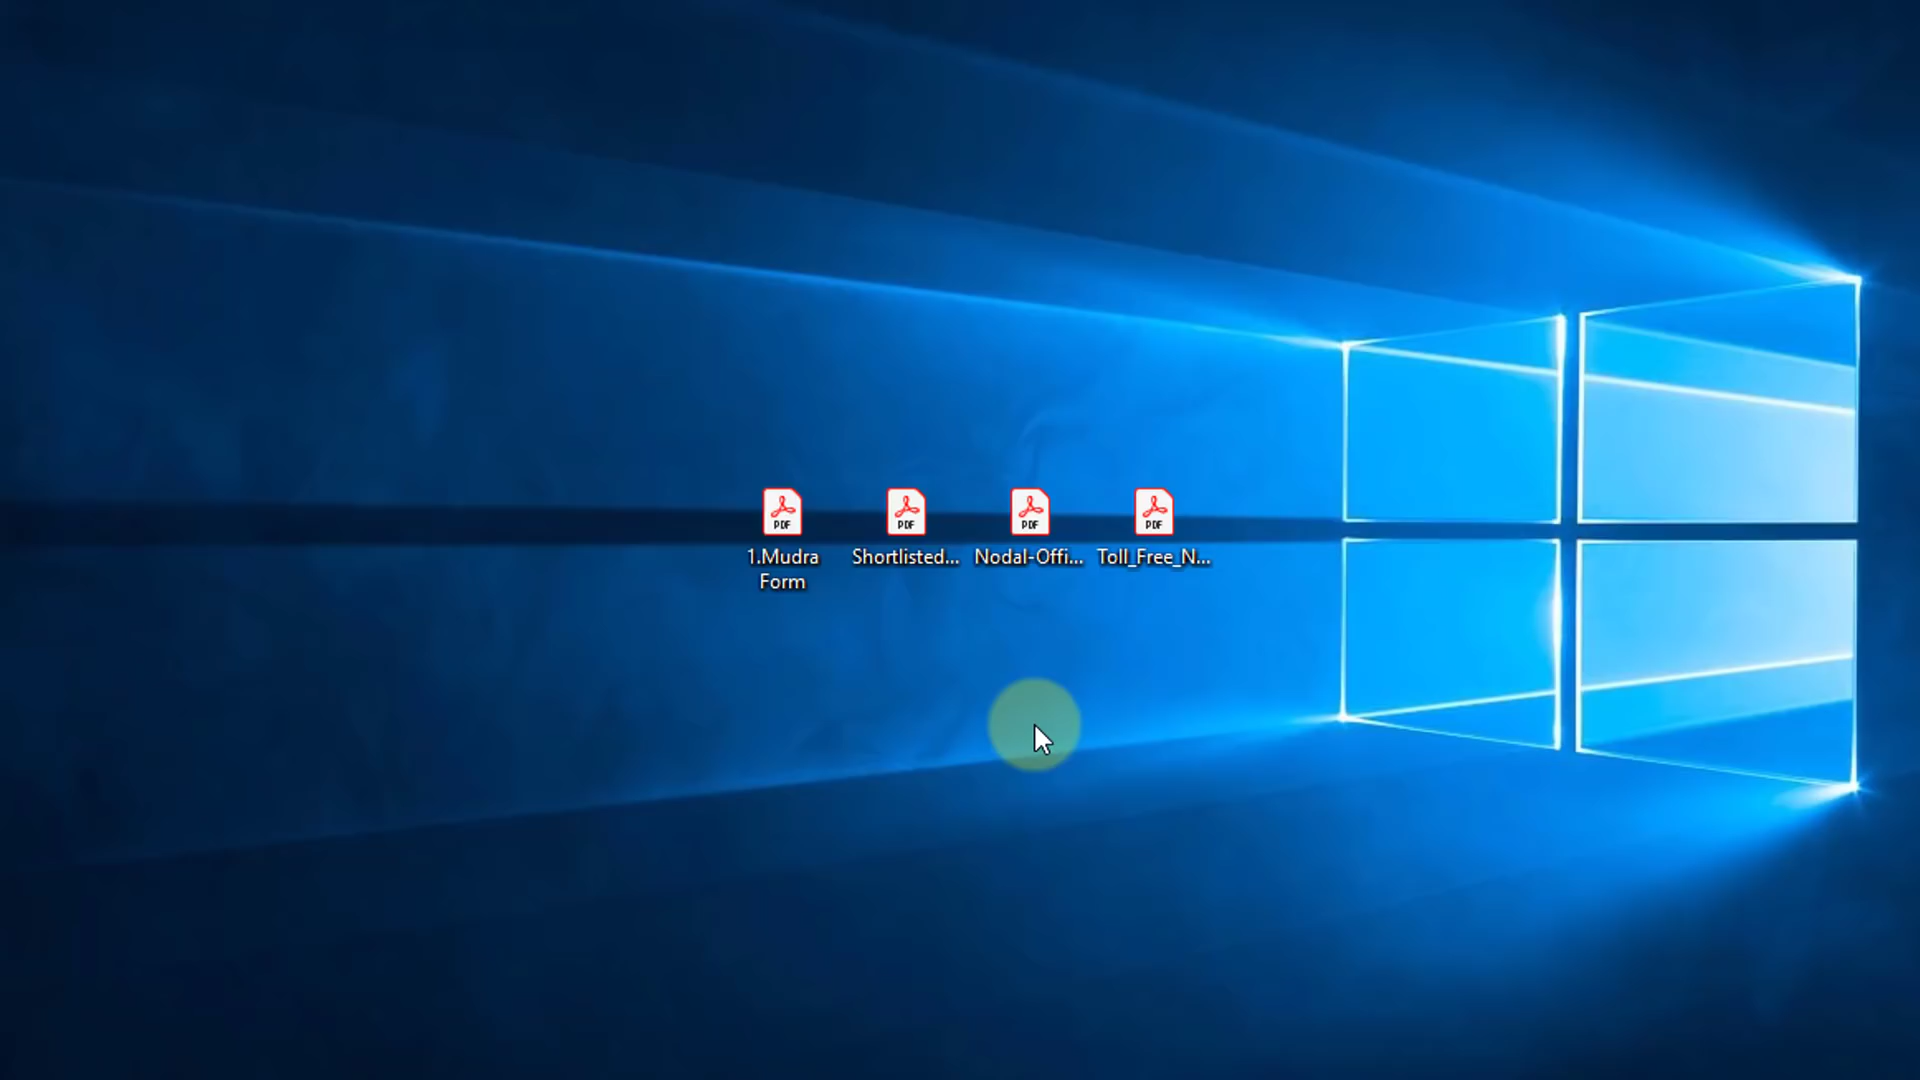 PDF PDF PDF PDF
1.Mudra Form
Shortlisted...
Nodal-Offi...
Toll_Free_N...